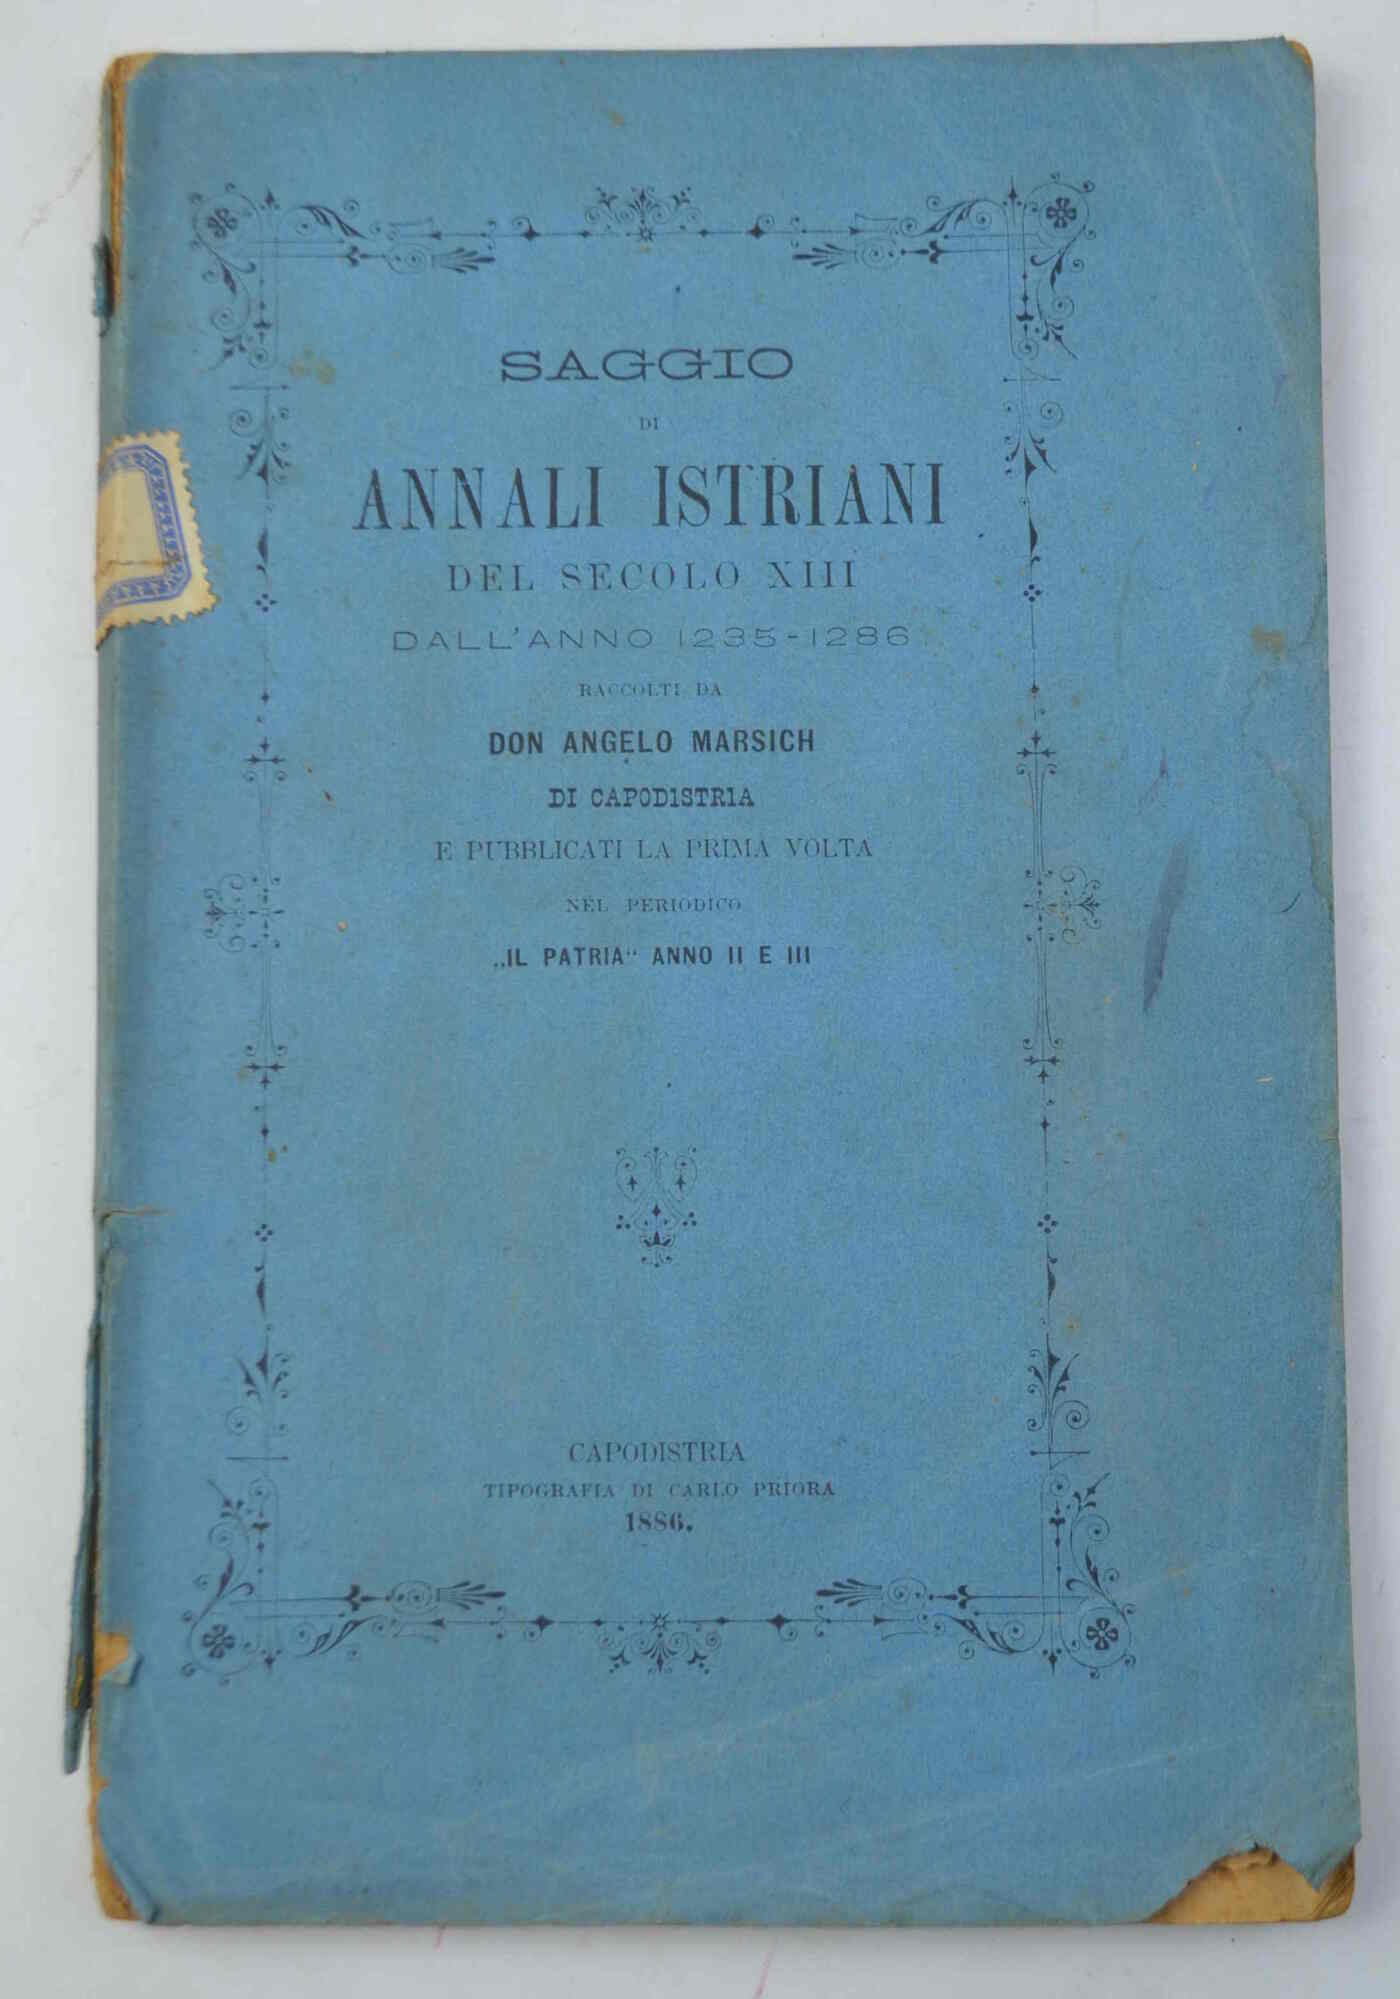 SAGGIO
DI
ANNALI ISTRIANI
DEL SECOLO XIII
DALL'ANNO 1235-1286
RACCOLTI DA
DON ANGELO MARSICH
DI CAPODISTRIA
E PUBBLICATI LA PRIMA VOLTA
NEL PERIODICO
„IL PATRIA“ ANNO II E III
CAPODISTRIA
TIPOGRAFIA DI CARLO PRIORA
1886.